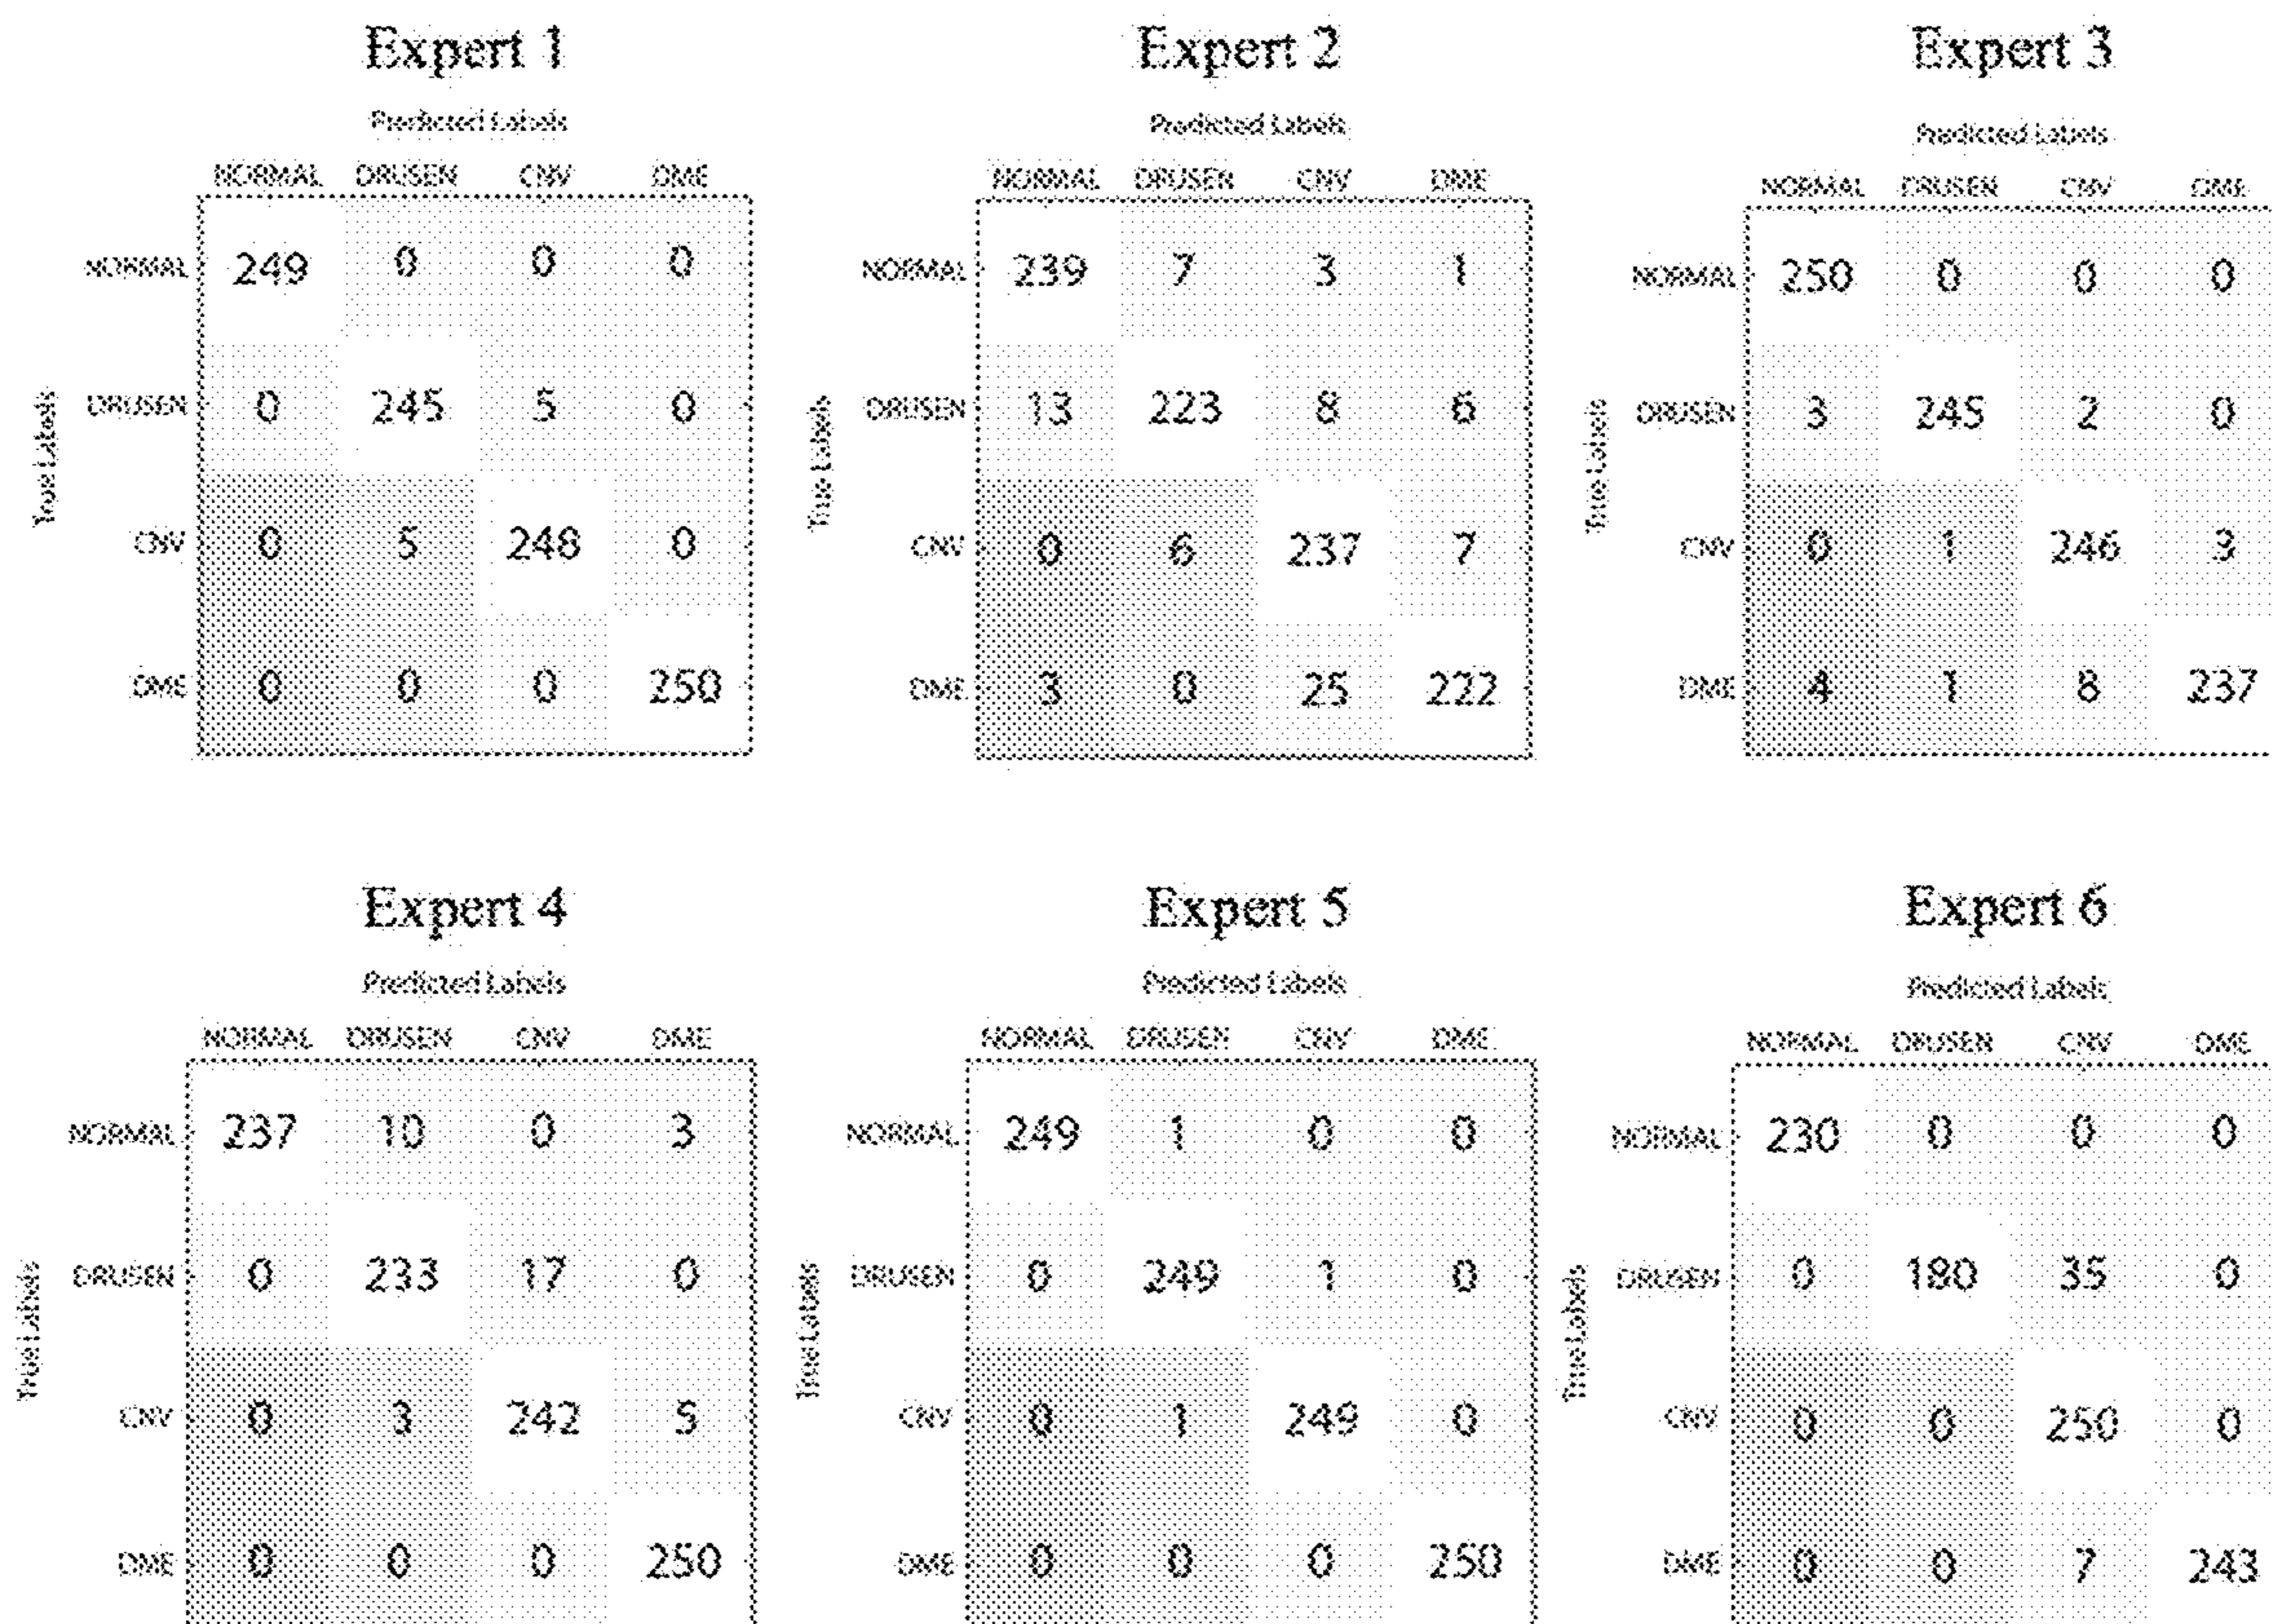 Expert 1
Predicted Labels
NORMAL DRUSEN CNV DME
True Labels
NORMAL 249 0 0 0
DRUSEN 0 245 5 0
CNV 0 5 248 0
DME 0 0 0 250
Expert 2
Predicted Labels
NORMAL DRUSEN CNV DME
True Labels
NORMAL 239 7 3 1
DRUSEN 13 223 8 6
CNV 0 6 237 7
DME 3 0 25 222
Expert 3
Predicted Labels
NORMAL DRUSEN CNV DME
True Labels
NORMAL 250 0 0 0
DRUSEN 3 245 2 0
CNV 0 1 246 3
DME 4 1 8 237
Expert 4
Predicted Labels
NORMAL DRUSEN CNV DME
True Labels
NORMAL 237 10 0 3
DRUSEN 0 233 17 0
CNV 0 3 242 5
DME 0 0 0 250
Expert 5
Predicted Labels
NORMAL DRUSEN CNV DME
True Labels
NORMAL 249 1 0 0
DRUSEN 0 249 1 0
CNV 0 1 249 0
DME 0 0 0 250
Expert 6
Predicted Labels
NORMAL DRUSEN CNV DME
True Labels
NORMAL 230 0 0 0
DRUSEN 0 180 35 0
CNV 0 0 250 0
DME 0 0 7 243